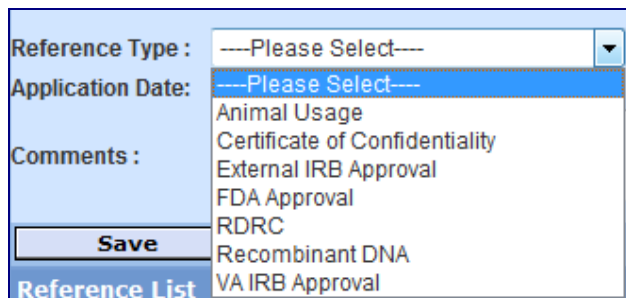 Reference Type : ----Please Select----
Application Date: ----Please Select----
Animal Usage
Certificate of Confidentiality
Comments :
External IRB Approval
FDA Approval
RDRC
Save
Recombinant DNA
Reference List
VA IRB Approval